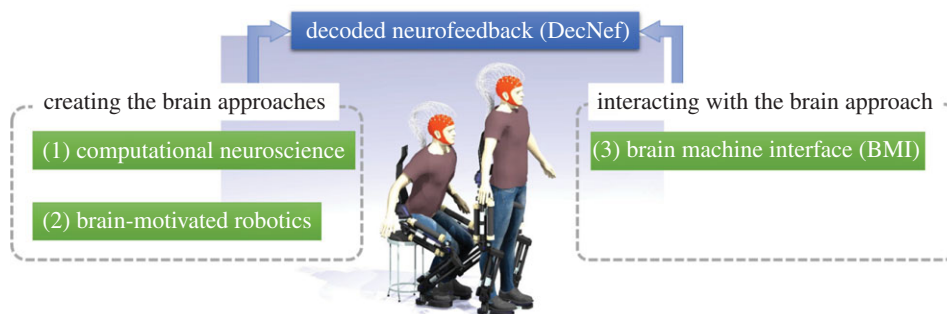 decoded neurofeedback (DecNef)
creating the brain approaches
(1) computational neuroscience
(2) brain-motivated robotics
interacting with the brain approach
(3) brain machine interface (BMI)